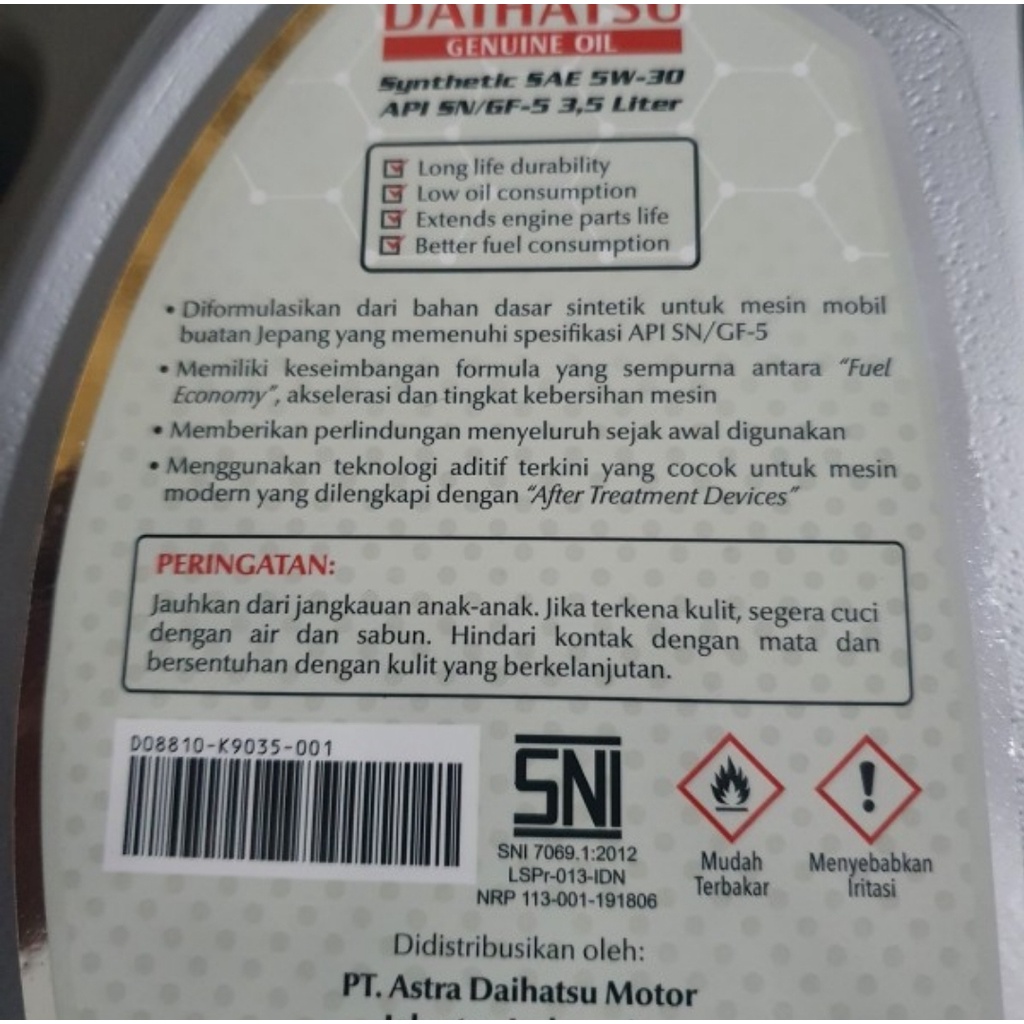 DAIHATSU
GENUINE OIL
Synthetic SAE 5W-30
API SN/GF-5 3,5 Liter
Long life durability
Low oil consumption
Extends engine parts life
Better fuel consumption
• Diformulasikan dari bahan dasar sintetik untuk mesin mobil
buatan Jepang yang memenuhi spesifikasi API SN/GF-5
• Memiliki keseimbangan formula yang sempurna antara "Fuel
Economy", akselerasi dan tingkat kebersihan mesin
• Memberikan perlindungan menyeluruh sejak awal digunakan
• Menggunakan teknologi aditif terkini yang cocok untuk mesin
modern yang dilengkapi dengan "After Treatment Devices"
PERINGATAN:
Jauhkan dari jangkauan anak-anak. Jika terkena kulit, segera cuci
dengan air dan sabun. Hindari kontak dengan mata dan
bersentuhan dengan kulit yang berkelanjutan.
D08810-K9035-001
SNI
SNI 7069.1:2012
LSPr-013-IDN
NRP 113-001-191806
Mudah
Terbakar
Menyebabkan
Iritasi
Didistribusikan oleh:
PT. Astra Daihatsu Motor